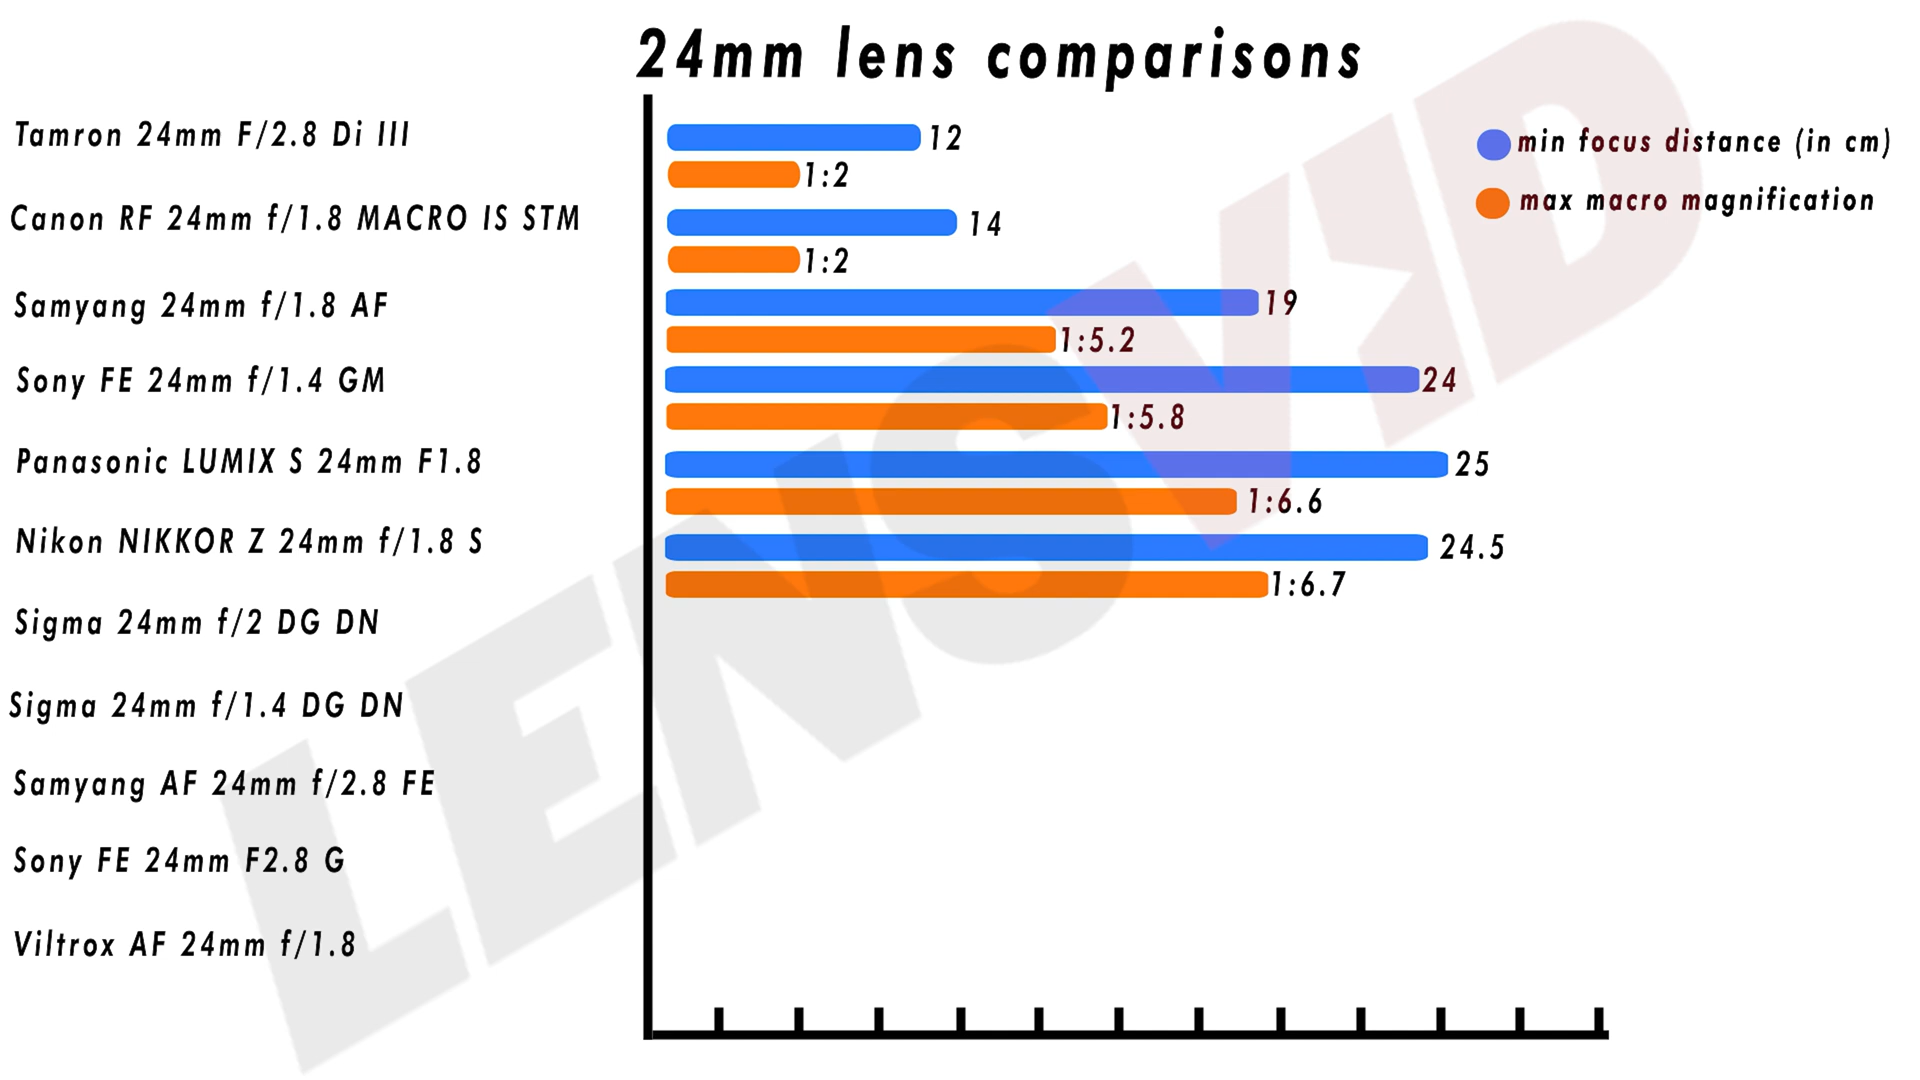 24mm lens comparisons
Tamron 24mm F/2.8 Di III
12
1:2
Canon RF 24mm f/1.8 MACRO IS STM
14
1:2
Samyang 24mm f/1.8 AF
19
1:5.2
Sony FE 24mm f/1.4 GM
24
1:5.8
Panasonic LUMIX S 24mm F1.8
25
1:6.6
Nikon NIKKOR Z 24mm f/1.8 S
24.5
1:6.7
Sigma 24mm f/2 DG DN
Sigma 24mm f/1.4 DG DN
Samyang AF 24mm f/2.8 FE
Sony FE 24mm F2.8 G
Viltrox AF 24mm f/1.8
min focus distance (in cm)
max macro magnification
LENSVID